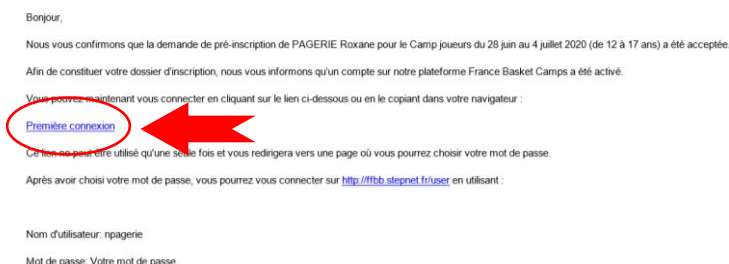 Bonjour,
Nous vous confirmons que la demande de pré-inscription de PAGERIE Roxane pour le Camp joueurs du 28 juin au 4 juillet 2020 (de 12 à 17 ans) a été acceptée.
Afin de constituer votre dossier d'inscription, nous vous informons qu'un compte sur notre plateforme France Basket Camps a été activé.
Vous pouvez maintenant vous connecter en cliquant sur le lien ci-dessous ou en le copiant dans votre navigateur :
Première connexion
Ce lien ne peut être utilisé qu'une seule fois et vous redirigera vers une page où vous pourrez choisir votre mot de passe.
Après avoir choisi votre mot de passe, vous pourrez vous connecter sur http://ffbb.stepnet.fr/user en utilisant :
Nom d'utilisateur: npagerie
Mot de passe: Votre mot de passe